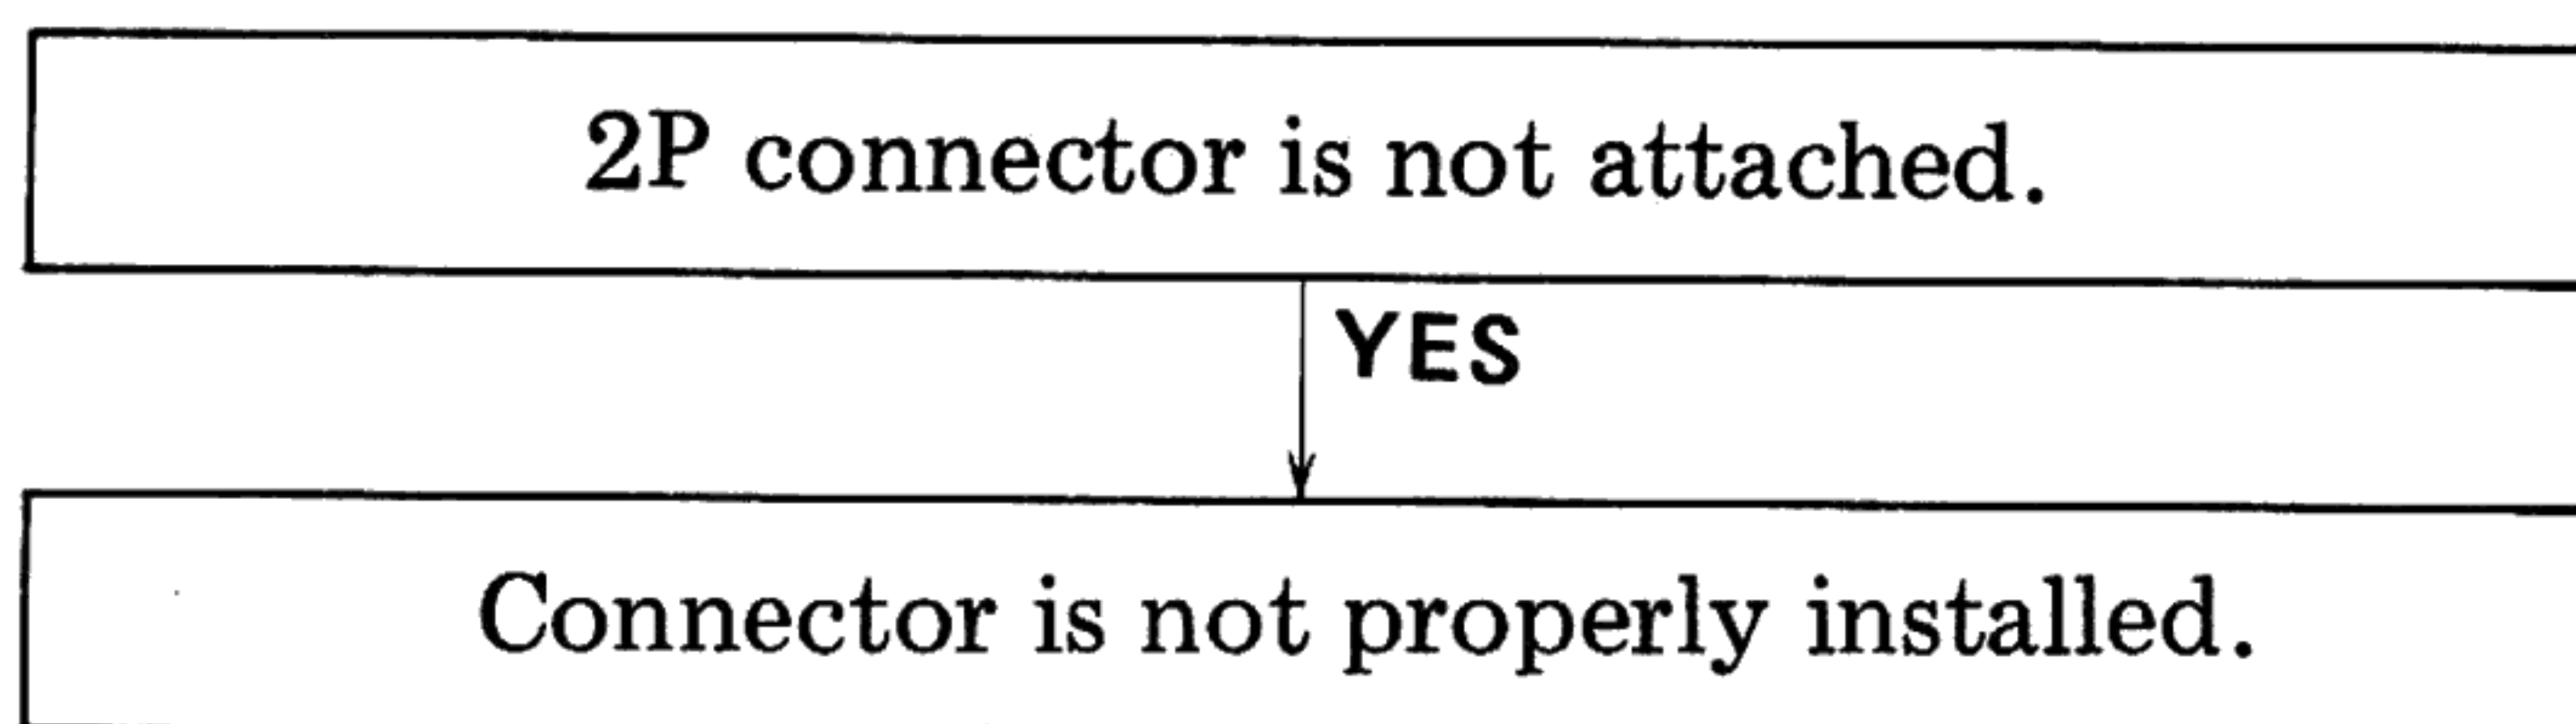 2P connector is not attached.
YES
Connector is not properly installed.